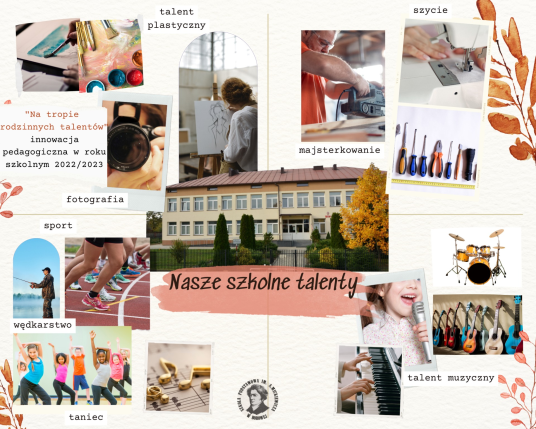 talent
plastyczny
szycie
"Na tropie
rodzinnych talentów"
innowacja
pedagogiczna w roku
szkolnym 2022/2023
majsterkowanie
fotografia
sport
Nasze szkolne talenty
wędkarstwo
talent muzyczny
taniec